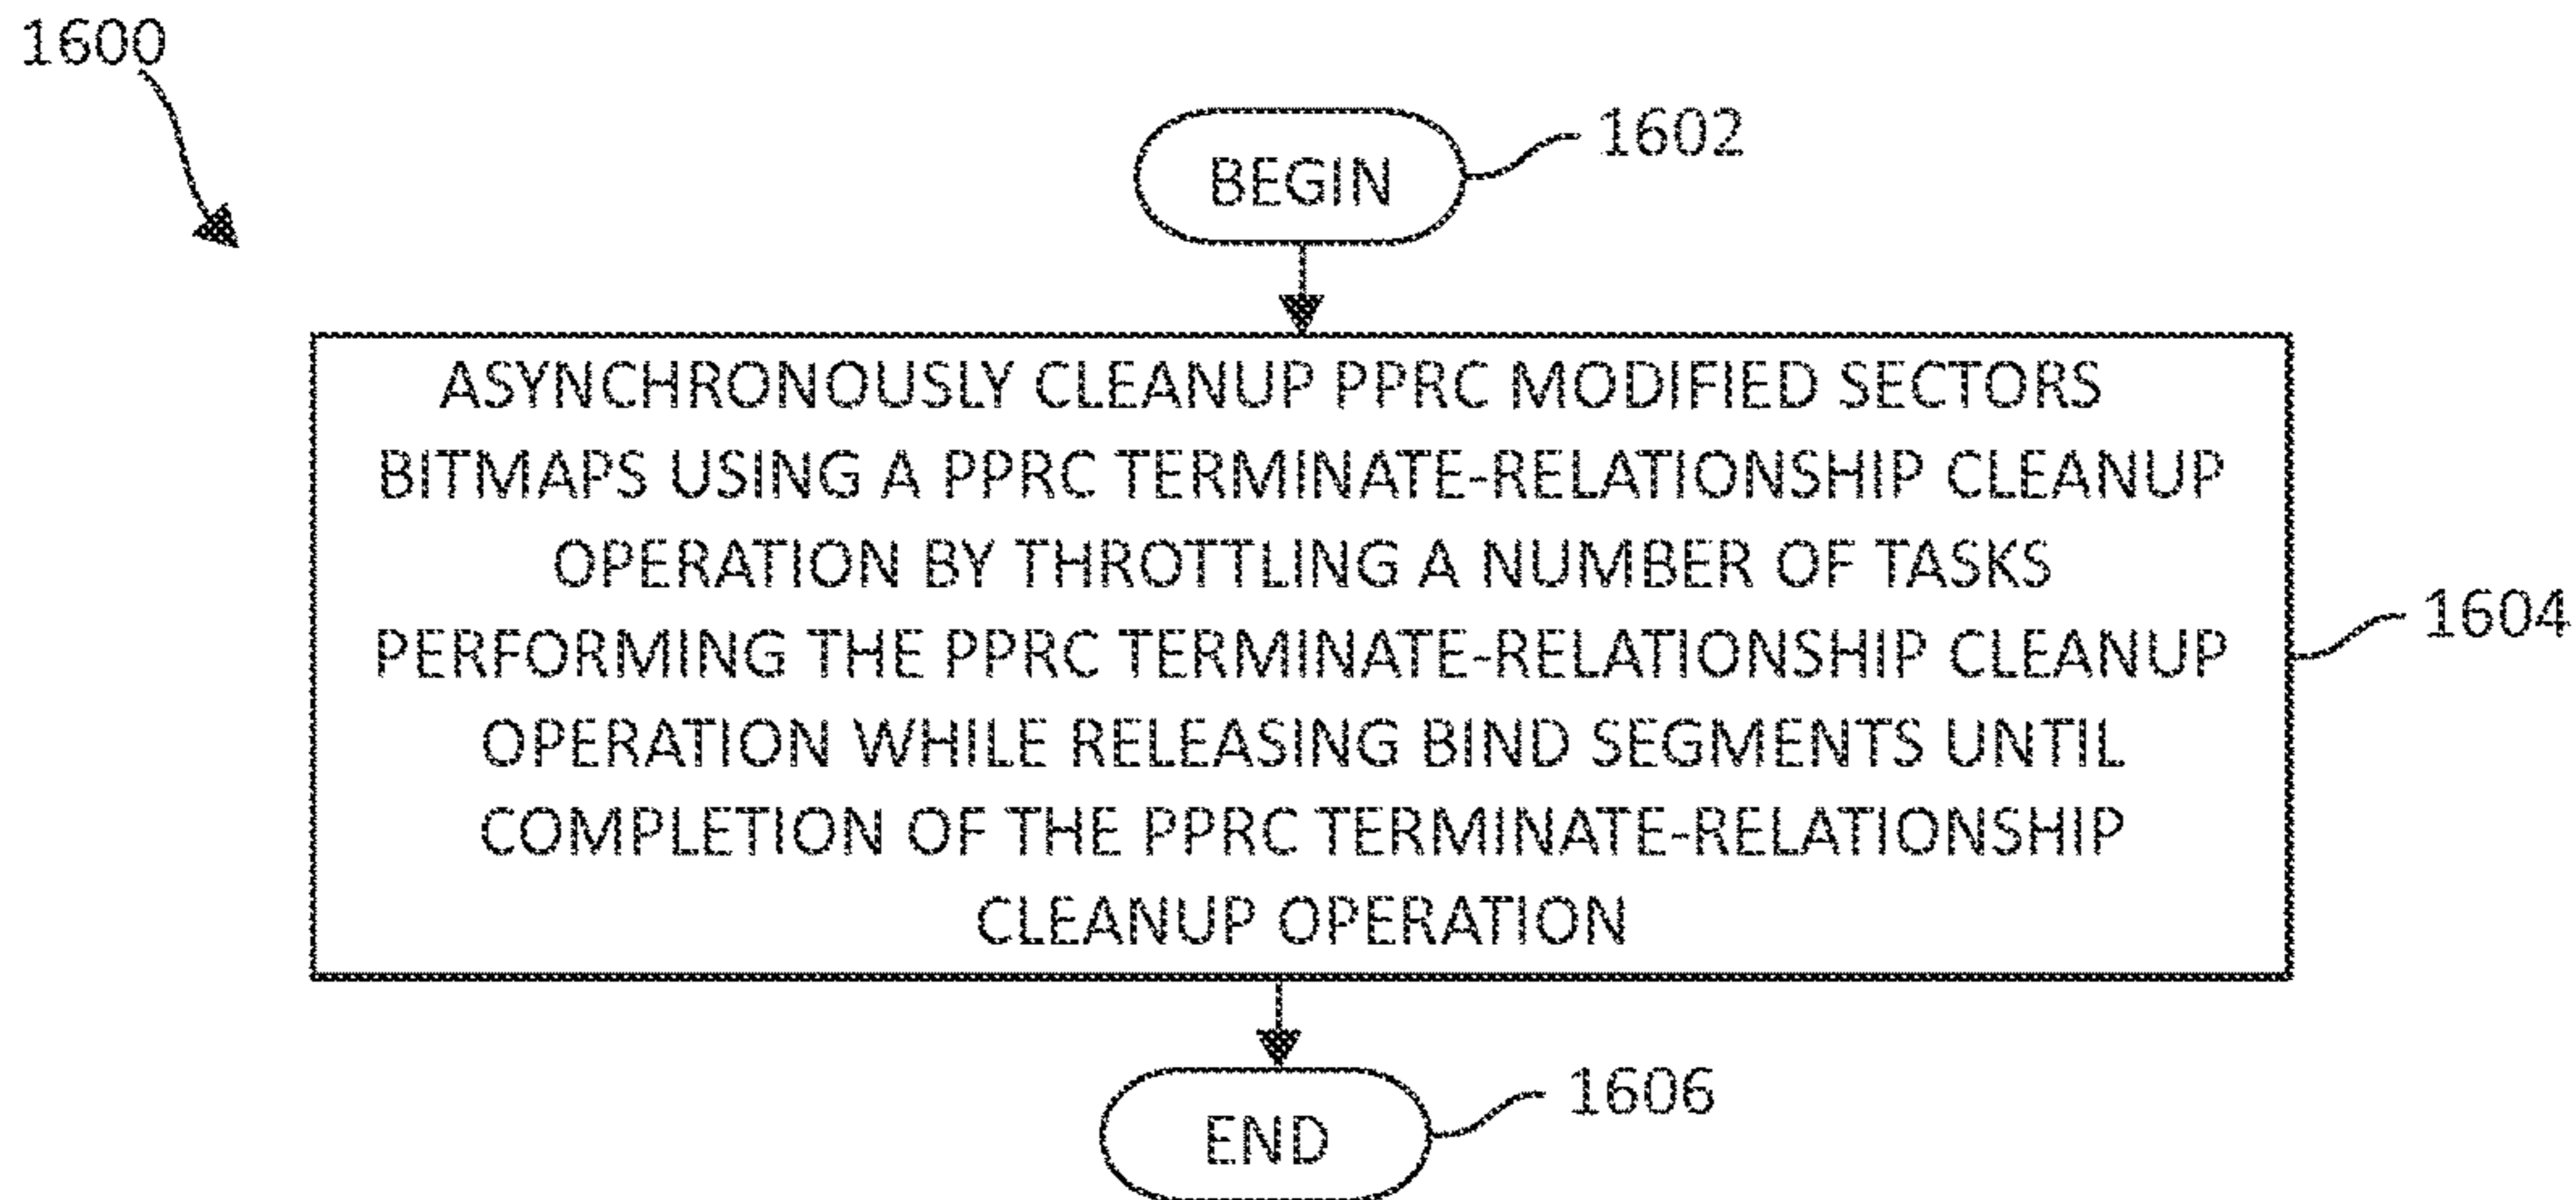 1600
BEGIN
1602
ASYNCHRONOUSLY CLEANUP PPRC MODIFIED SECTORS
BITMAPS USING A PPRC TERMINATE-RELATIONSHIP CLEANUP
OPERATION BY THROTTLING A NUMBER OF TASKS
PERFORMING THE PPRC TERMINATE-RELATIONSHIP CLEANUP
OPERATION WHILE RELEASING BIND SEGMENTS UNTIL
COMPLETION OF THE PPRC TERMINATE-RELATIONSHIP
CLEANUP OPERATION
1604
END
1606